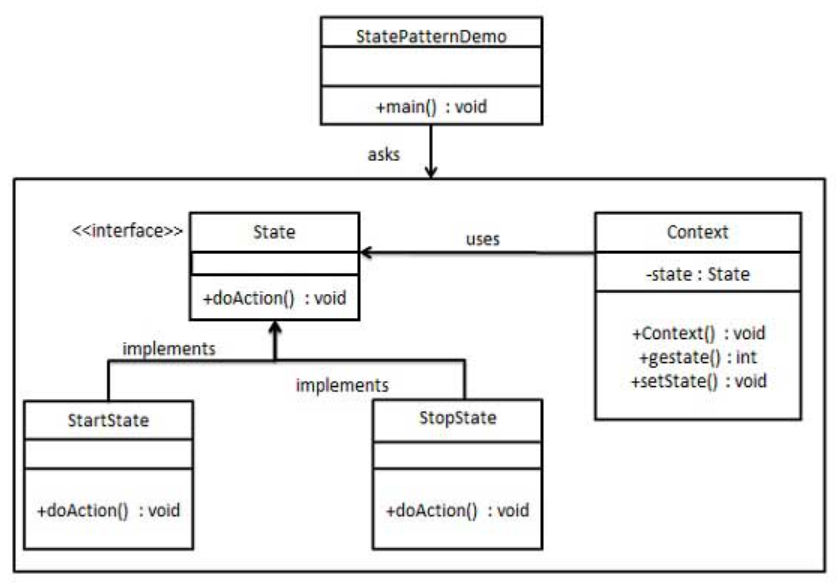 StatePatternDemo
+main() : void
asks
<<interface>>
State
+doAction() : void
uses
Context
-state : State
+Context() : void
+gestate() : int
+setState() : void
implements
implements
StartState
+doAction() : void
StopState
+doAction() : void